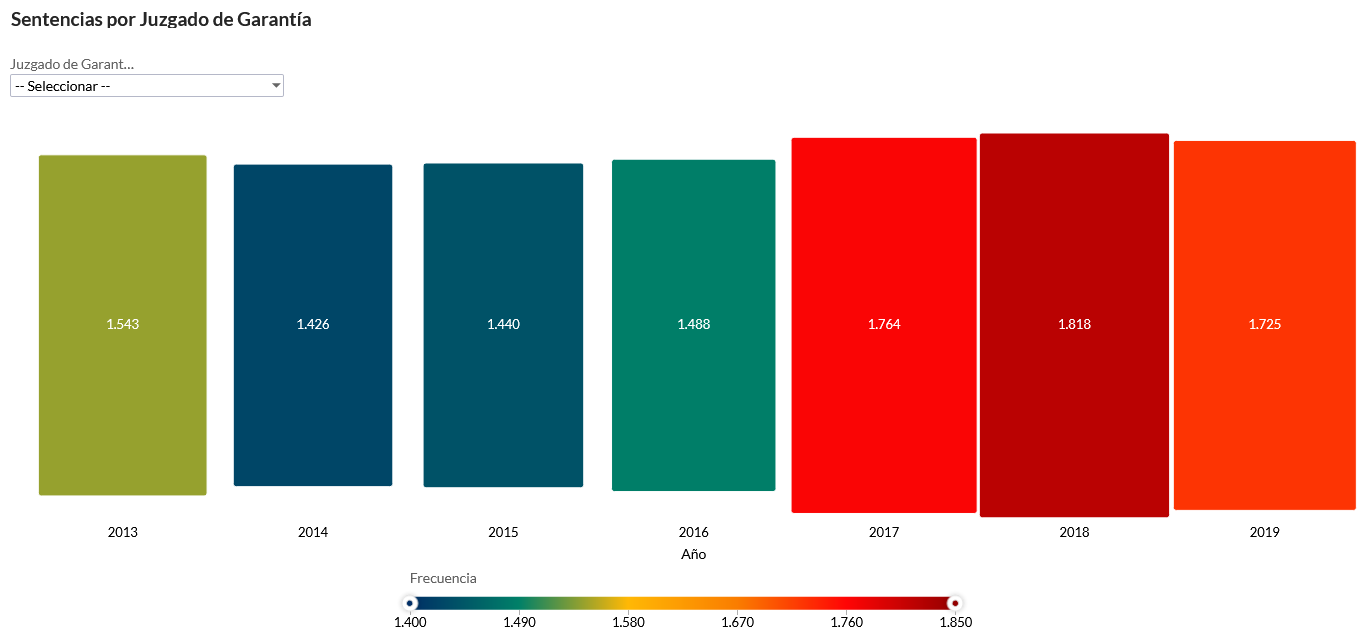 Sentencias por Juzgado de Garantía
Juzgado de Garant...
-- Seleccionar --
1.543 1.426 1.440 1.488 1.764 1.818 1.725
2013 2014 2015 2016 2017 2018 2019
Año
Frecuencia
1.400 1.490 1.580 1.670 1.760 1.850